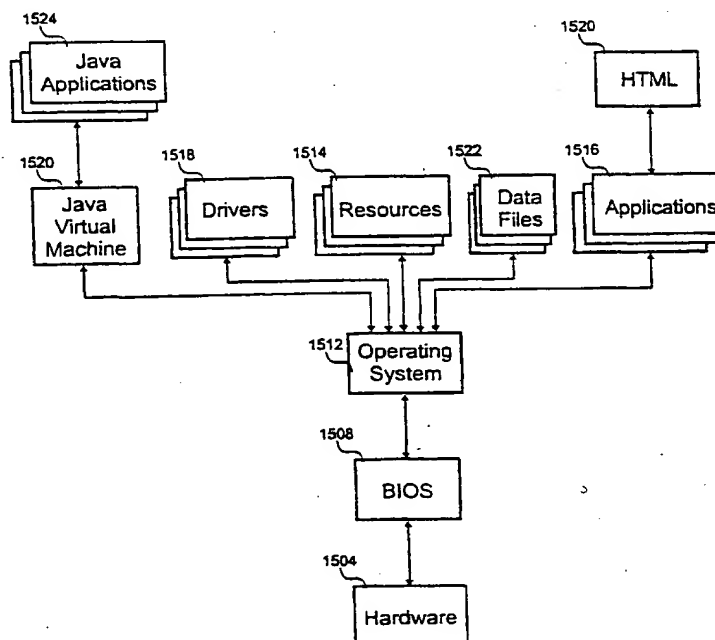 1524
Java
Applications
1520
HTML
1520
Java
Virtual
Machine
1518
Drivers
1514
Resources
1522
Data
Files
1516
Applications
1512
Operating
System
1508
BIOS
1504
Hardware